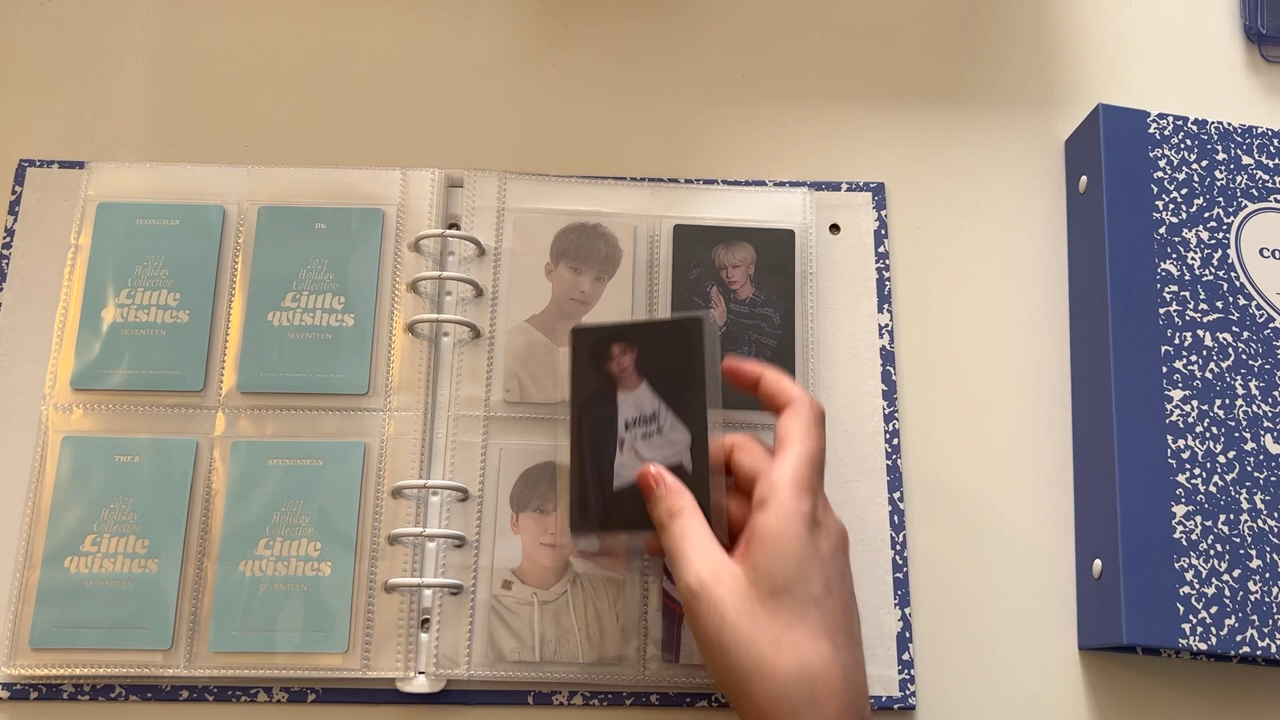 JEONGHAN
2021
Holiday
Collection
Little
Wishes
SEVENTEEN
DK
2021
Holiday
Collection
Little
Wishes
SEVENTEEN
THE 8
2021
Holiday
Collection
Little
Wishes
SEVENTEEN
SEUNGKWAN
2021
Holiday
Collection
Little
Wishes
SEVENTEEN